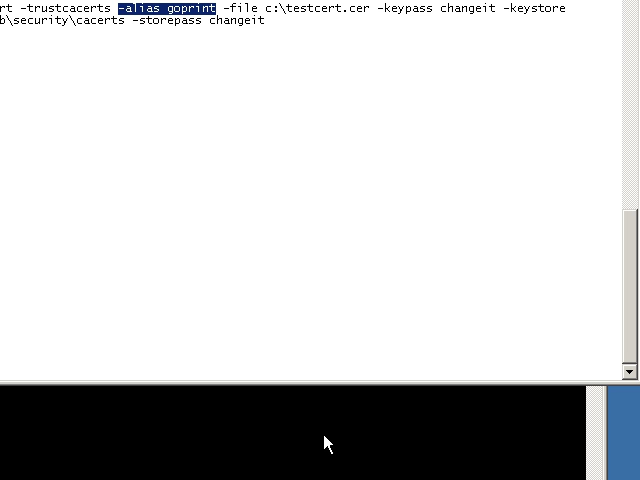 rt -trustcacerts -alias goprint -file c:\testcert.cer -keypass changeit -keystore
b\security\cacerts -storepass changeit